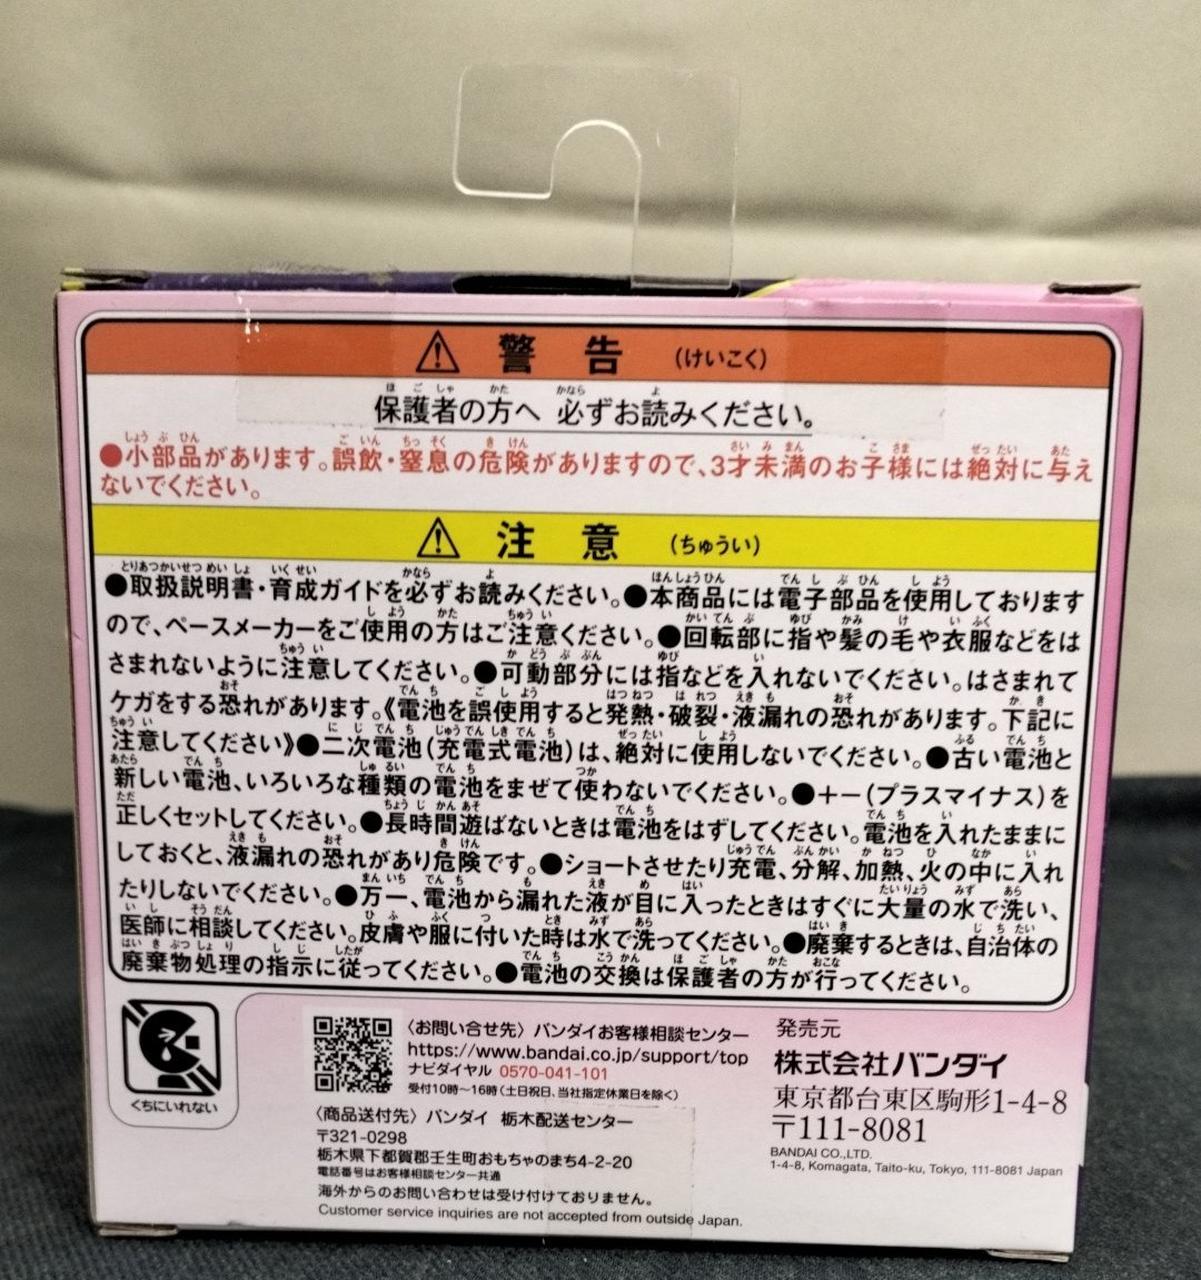 警告 (けいこく)
保護者の方へ 必ずお読みください。
●小部品があります。誤飲・窒息の危険がありますので、3才未満のお子様には絶対に与え
ないでください。
注意 (ちゅうい)
●取扱説明書・育成ガイドを必ずお読みください。●本商品には電子部品を使用しております
ので、ペースメーカーをご使用の方はご注意ください。●回転部に指や髪の毛や衣服などをは
さまれないように注意してください。●可動部分には指などを入れないでください。はさまれて
ケガをする恐れがあります。《電池を誤使用すると発熱・破裂・液漏れの恐れがあります。下記に
注意してください》●二次電池(充電式電池)は、絶対に使用しないでください。●古い電池と
新しい電池、いろいろな種類の電池をまぜて使わないでください。●+-(プラスマイナス)を
正しくセットしてください。●長時間遊ばないときは電池をはずしてください。電池を入れたままに
しておくと、液漏れの恐れがあり危険です。●ショートさせたり充電、分解、加熱、火の中に入れ
たりしないでください。●万一、電池から漏れた液が目に入ったときはすぐに大量の水で洗い、
医師に相談してください。皮膚や服に付いた時は水で洗ってください。●廃棄するときは、自治体の
廃棄物処理の指示に従ってください。●電池の交換は保護者の方が行ってください。
くちにいれない
〈お問い合せ先〉バンダイお客様相談センター
https://www.bandai.co.jp/support/top
ナビダイヤル 0570-041-101
受付10時～16時(土日祝日、当社指定休業日を除く)
〈商品送付先〉バンダイ 栃木配送センター
〒321-0298
栃木県下都賀郡壬生町おもちゃのまち4-2-20
電話番号はお客様相談センター共通
海外からのお問い合わせは受け付けておりません。
Customer service inquiries are not accepted from outside Japan.
発売元
株式会社バンダイ
東京都台東区駒形1-4-8
〒111-8081
BANDAI CO.,LTD.
1-4-8, Komagata, Taito-ku, Tokyo, 111-8081 Japan